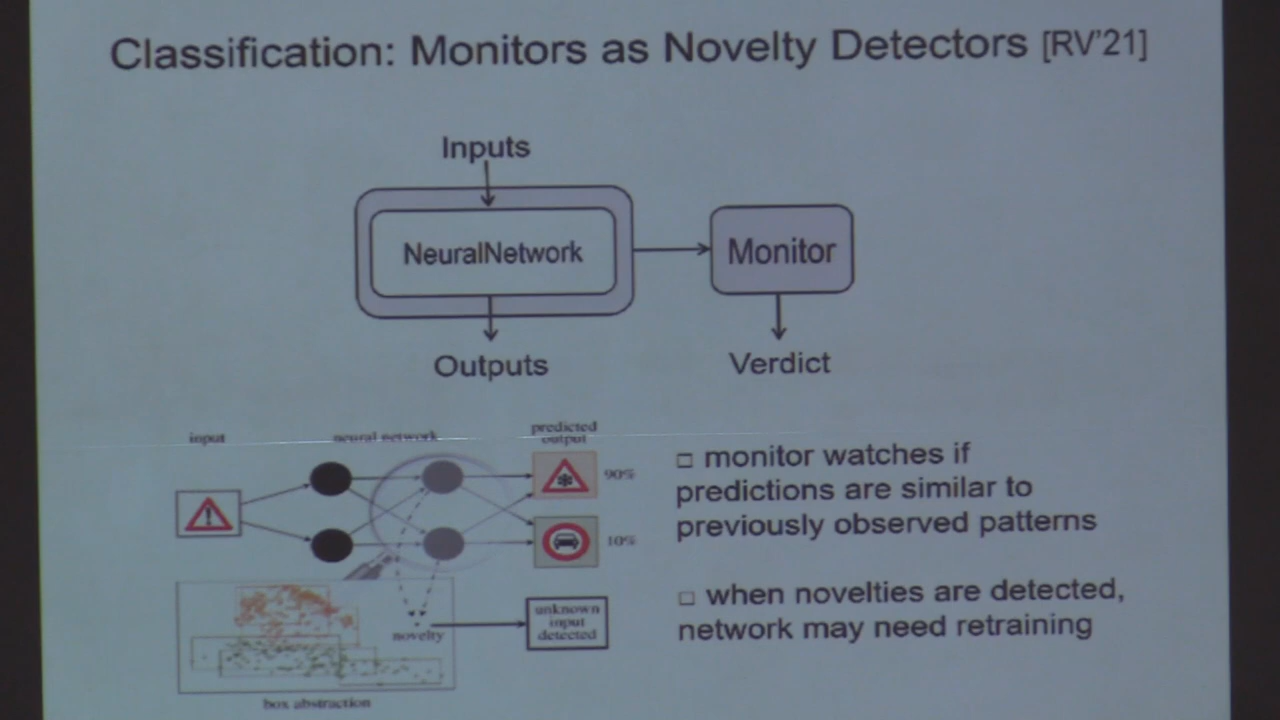 Classification: Monitors as Novelty Detectors [RV'21]
Inputs
NeuralNetwork
Monitor
Outputs
Verdict
input
neural network
predicted
output
90%
10%
novelty
unknown
input
detected
box abstraction
monitor watches if
predictions are similar to
previously observed patterns
when novelties are detected,
network may need retraining